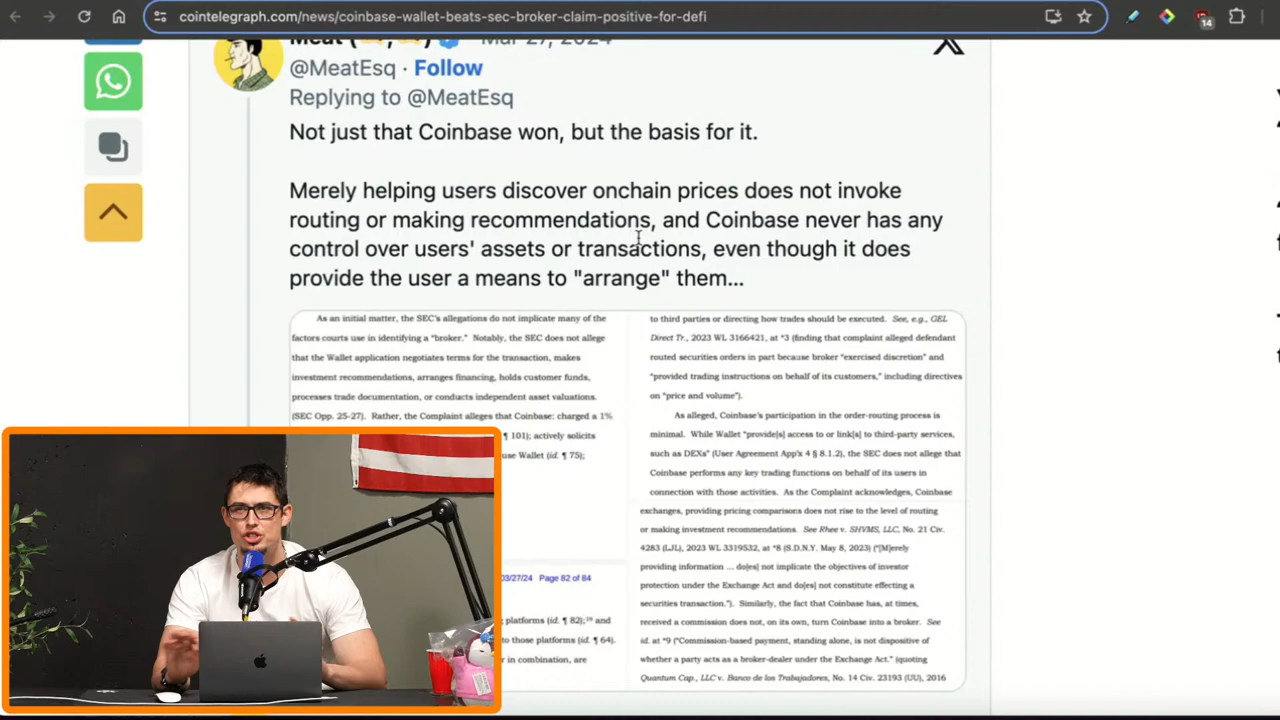 cointelegraph.com/news/coinbase-wallet-beats-sec-broker-claim-positive-for-defi
14
Meat
Mar 27, 2024
@MeatEsq · Follow
Replying to @MeatEsq
Not just that Coinbase won, but the basis for it.
Merely helping users discover onchain prices does not invoke
routing or making recommendations, and Coinbase never has any
control over users' assets or transactions, even though it does
provide the user a means to "arrange" them...
As an initial matter, the SEC's allegations do not implicate many of the
factors courts use in identifying a "broker." Notably, the SEC does not allege
that the Wallet application negotiates terms for the transaction, makes
investment recommendations, arranges financing, holds customer funds,
processes trade documentation, or conducts independent asset valuations.
(SEC Opp. 25-27). Rather, the Complaint alleges that Coinbase: charged a 1%
¶ 101); actively solicits
use Wallet (id. ¶ 75);
03/27/24 Page 82 of 84
platforms (id. ¶ 82);²⁸ and
to those platforms (id. ¶ 64).
r in combination, are
to third parties or directing how trades should be executed. See, e.g., GEL
Direct Tr., 2023 WL 3166421, at *3 (finding that complaint alleged defendant
routed securities orders in part because broker "exercised discretion" and
"provided trading instructions on behalf of its customers," including directives
on "price and volume").
As alleged, Coinbase's participation in the order-routing process is
minimal. While Wallet "provide[s] access to or link[s] to third-party services,
such as DEXs" (User Agreement App'x 4 § 8.1.2), the SEC does not allege that
Coinbase performs any key trading functions on behalf of its users in
connection with those activities. As the Complaint acknowledges, Coinbase
exchanges, providing pricing comparisons does not rise to the level of routing
or making investment recommendations. See Rhee v. SHVMS, LLC, No. 21 Civ.
4283 (LJL), 2023 WL 3319532, at *8 (S.D.N.Y. May 8, 2023) ("[M]erely
providing information ... do[es] not implicate the objectives of investor
protection under the Exchange Act and do[es] not constitute effecting a
securities transaction."). Similarly, the fact that Coinbase has, at times,
received a commission does not, on its own, turn Coinbase into a broker. See
id. at *9 ("Commission-based payment, standing alone, is not dispositive of
whether a party acts as a broker-dealer under the Exchange Act." (quoting
Quantum Cap., LLC v. Banco de los Trabajadores, No. 14 Civ. 23193 (UU), 2016